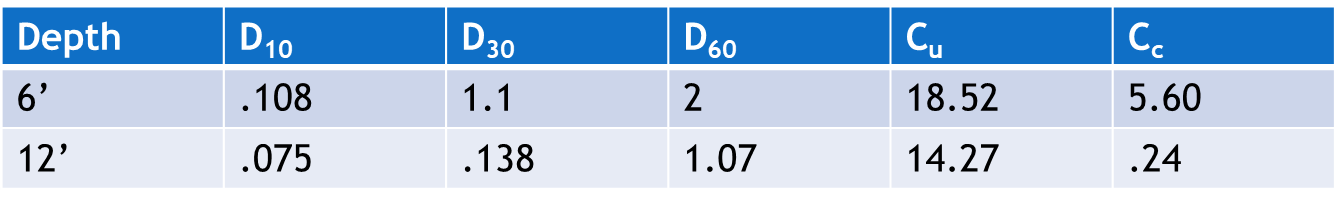 Depth D10 D30 D60 Cu Cc
6’ .108 1.1 2 18.52 5.60
12’ .075 .138 1.07 14.27 .24